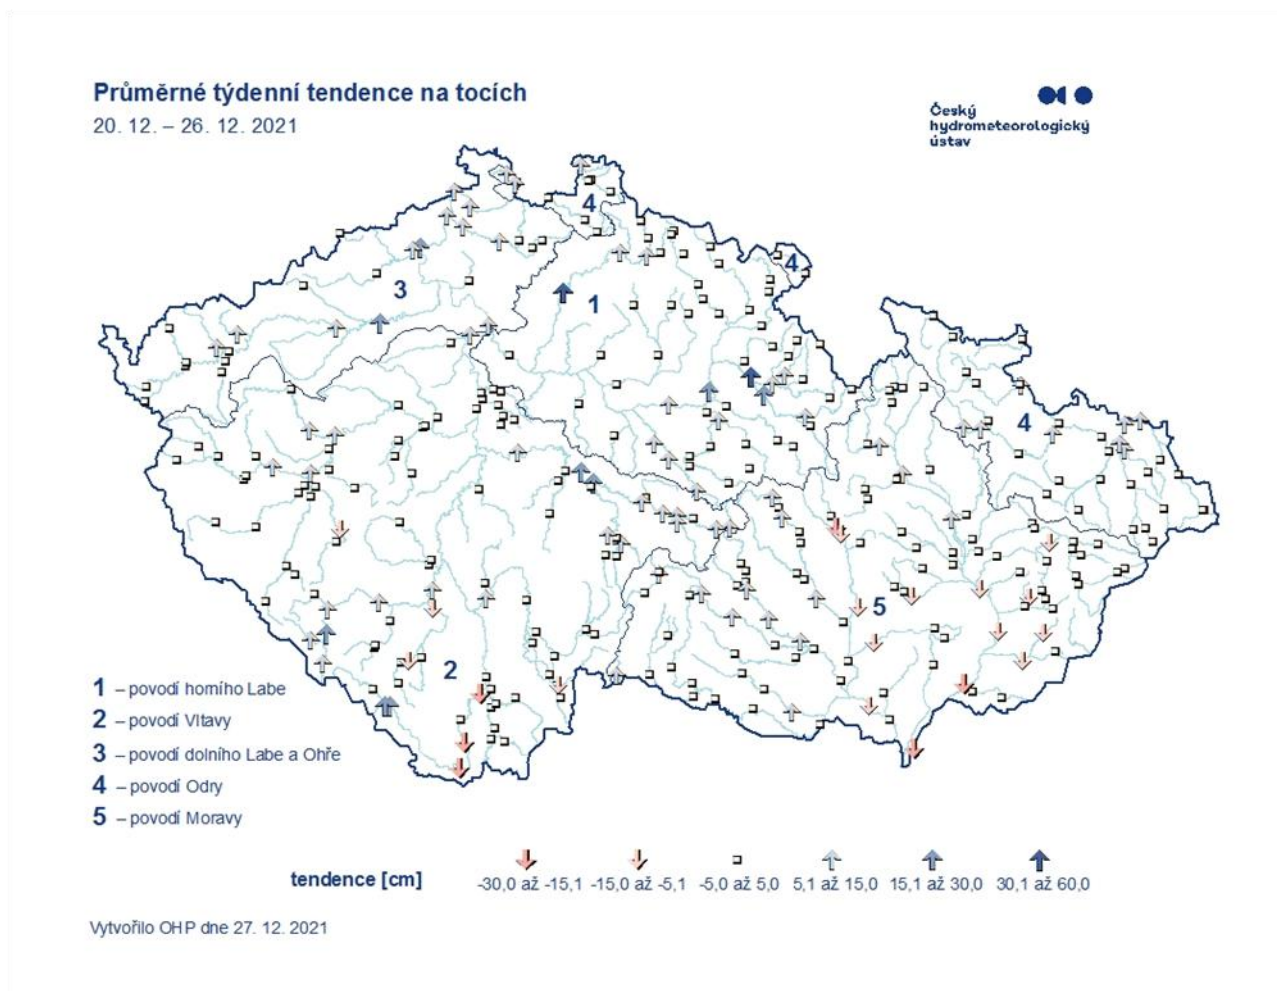 Průměrné týdenní tendence na tocích
20. 12. – 26. 12. 2021
Český
hydrometeorologický
ústav
4
4
3
1
4
5
2
1 – povodí horního Labe
2 – povodí Vltavy
3 – povodí dolního Labe a Ohře
4 – povodí Odry
5 – povodí Moravy
tendence [cm]
-30,0 až -15,1 -15,0 až -5,1 -5,0 až 5,0 5,1 až 15,0 15,1 až 30,0 30,1 až 60,0
Vytvořilo OHP dne 27. 12. 2021